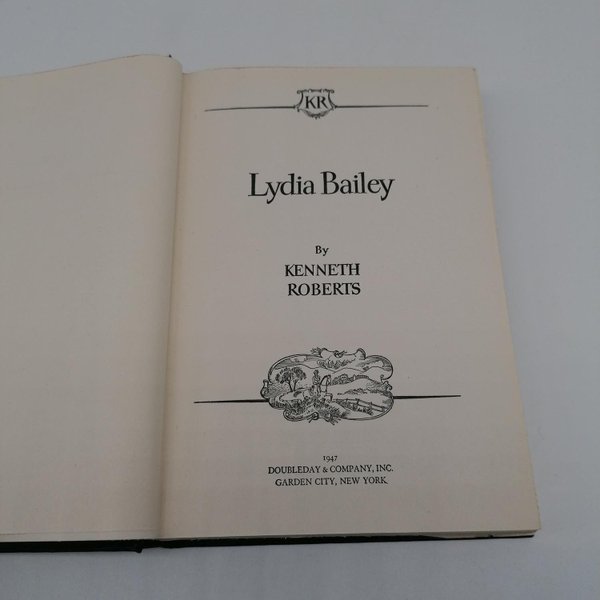 KR
Lydia Bailey
By
KENNETH
ROBERTS
1947
DOUBLEDAY & COMPANY, INC.
GARDEN CITY, NEW YORK